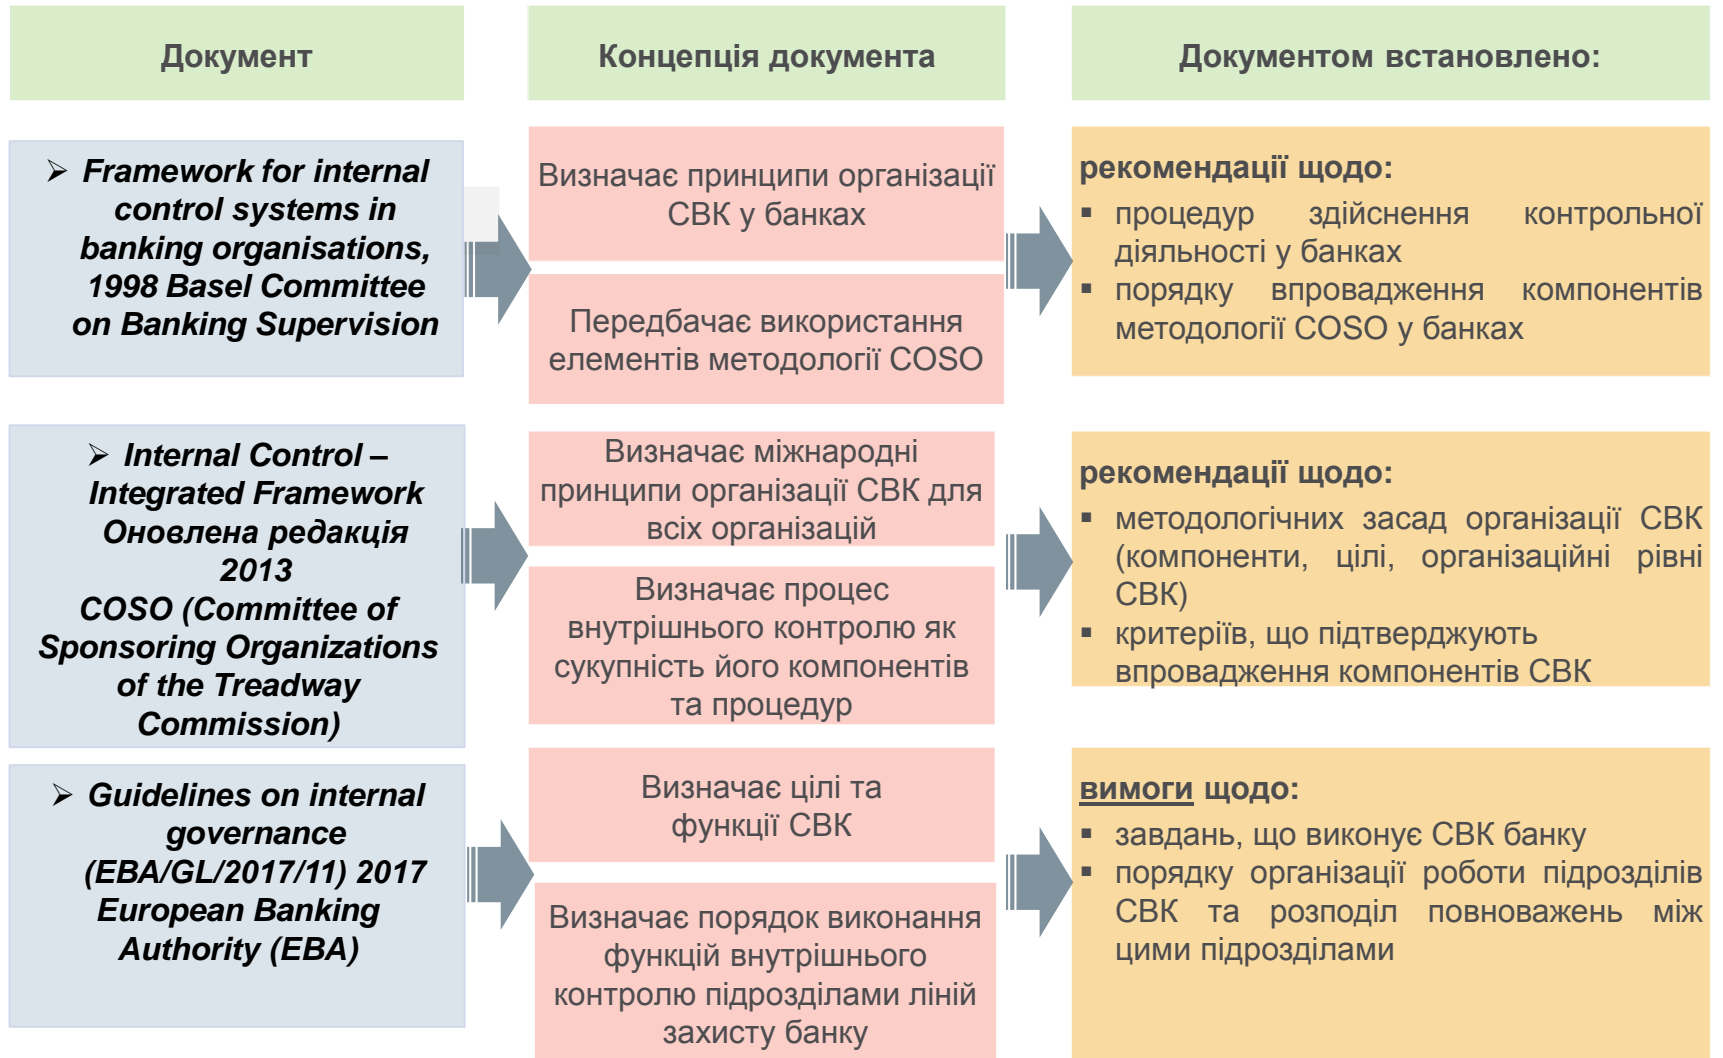 Документ
Концепція документа
Документом встановлено:
➢ Framework for internal
control systems in
banking organisations,
1998 Basel Committee
on Banking Supervision
Визначає принципи організації
СВК у банках
Передбачає використання
елементів методології COSO
рекомендації щодо:
▪ процедур здійснення контрольної
діяльності у банках
▪ порядку впровадження компонентів
методології COSO у банках
➢ Internal Control –
Integrated Framework
Оновлена редакція
2013
COSO (Committee of
Sponsoring Organizations
of the Treadway
Commission)
Визначає міжнародні
принципи організації СВК для
всіх організацій
Визначає процес
внутрішнього контролю як
сукупність його компонентів
та процедур
рекомендації щодо:
▪ методологічних засад організації СВК
(компоненти, цілі, організаційні рівні
СВК)
▪ критеріїв, що підтверджують
впровадження компонентів СВК
➢ Guidelines on internal
governance
(EBA/GL/2017/11) 2017
European Banking
Authority (EBA)
Визначає цілі та
функції СВК
Визначає порядок виконання
функцій внутрішнього
контролю підрозділами ліній
захисту банку
вимоги щодо:
▪ завдань, що виконує СВК банку
▪ порядку організації роботи підрозділів
СВК та розподіл повноважень між
цими підрозділами